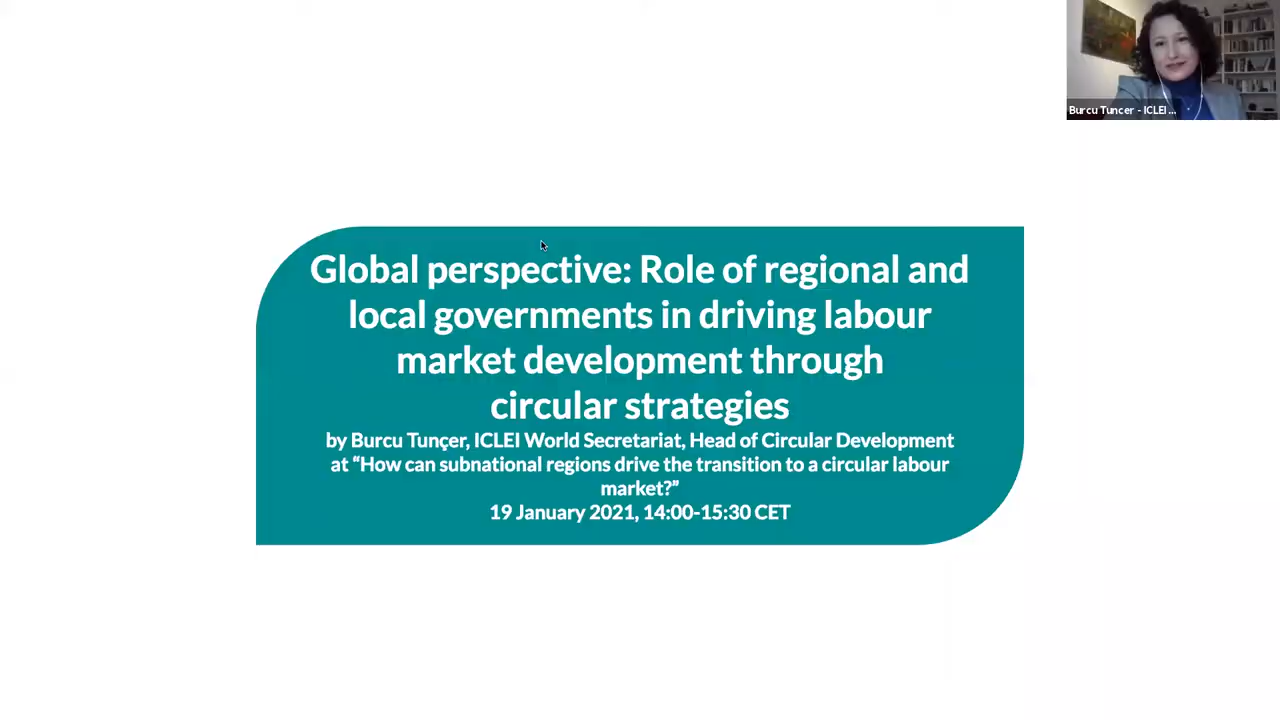 Burcu Tuncer - ICLEI ...
Global perspective: Role of regional and
local governments in driving labour
market development through
circular strategies
by Burcu Tunçer, ICLEI World Secretariat, Head of Circular Development
at “How can subnational regions drive the transition to a circular labour
market?”
19 January 2021, 14:00-15:30 CET